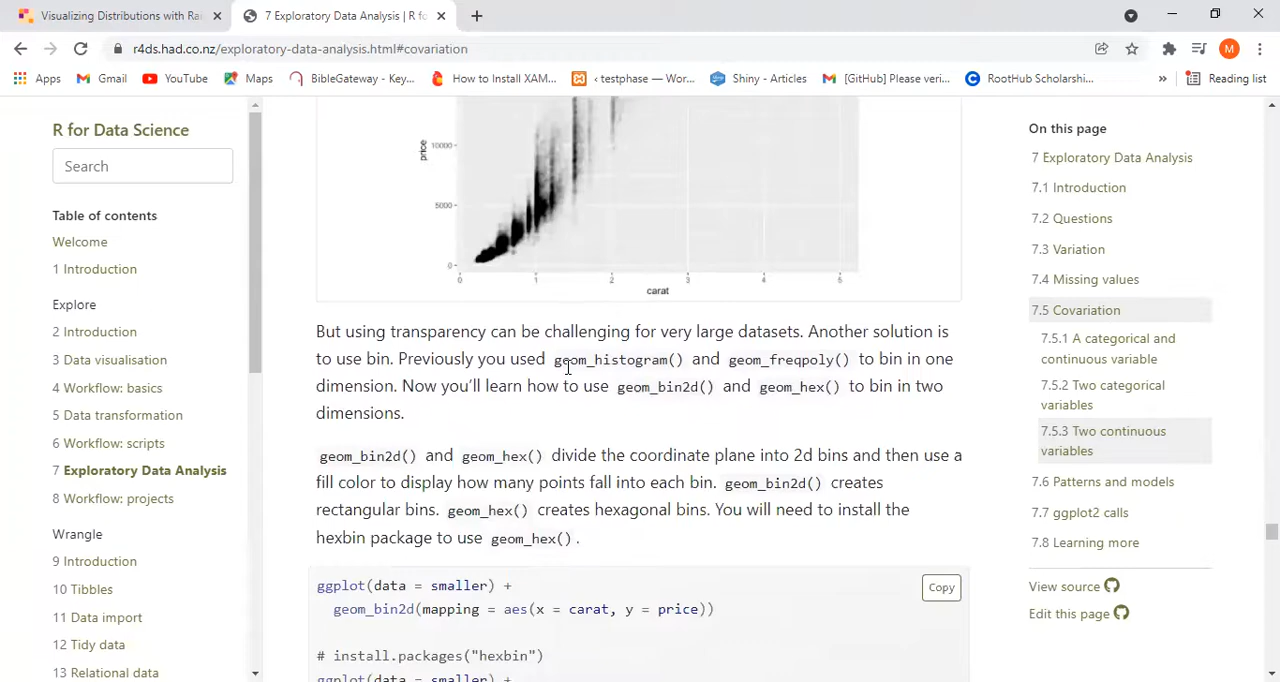 Visualizing Distributions with Ra
7 Exploratory Data Analysis | R fo
r4ds.had.co.nz/exploratory-data-analysis.html#covariation
M
Apps
Gmail
YouTube
Maps
BibleGateway - Key...
How to Install XAM...
‹ testphase — Wor...
Shiny - Articles
[GitHub] Please veri...
RootHub Scholarshi...
»
Reading list
R for Data Science
Search
Table of contents
Welcome
1 Introduction
Explore
2 Introduction
3 Data visualisation
4 Workflow: basics
5 Data transformation
6 Workflow: scripts
7 Exploratory Data Analysis
8 Workflow: projects
Wrangle
9 Introduction
10 Tibbles
11 Data import
12 Tidy data
13 Relational data
price
10000
5000
0
0 1 2 3 4 5
carat
But using transparency can be challenging for very large datasets. Another solution is
to use bin. Previously you used geom_histogram() and geom_freqpoly() to bin in one
dimension. Now you'll learn how to use geom_bin2d() and geom_hex() to bin in two
dimensions.
geom_bin2d() and geom_hex() divide the coordinate plane into 2d bins and then use a
fill color to display how many points fall into each bin. geom_bin2d() creates
rectangular bins. geom_hex() creates hexagonal bins. You will need to install the
hexbin package to use geom_hex() .
ggplot(data = smaller) +
geom_bin2d(mapping = aes(x = carat, y = price))
# install.packages("hexbin")
ggplot(data = smaller) +
Copy
On this page
7 Exploratory Data Analysis
7.1 Introduction
7.2 Questions
7.3 Variation
7.4 Missing values
7.5 Covariation
7.5.1 A categorical and
continuous variable
7.5.2 Two categorical
variables
7.5.3 Two continuous
variables
7.6 Patterns and models
7.7 ggplot2 calls
7.8 Learning more
View source
Edit this page